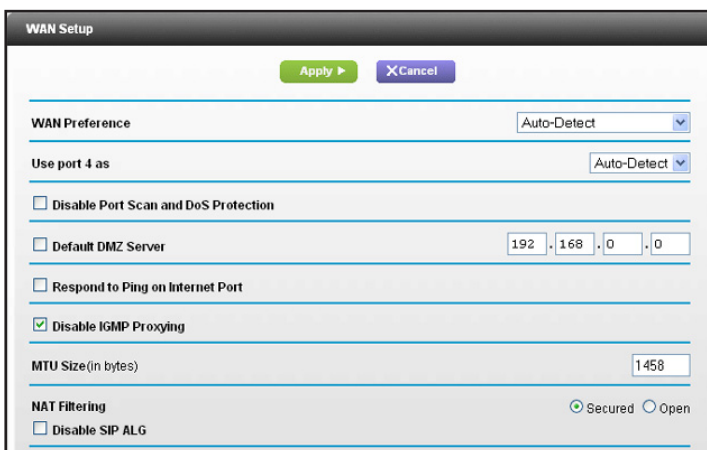 WAN Setup
Apply ▶ X Cancel
WAN Preference Auto-Detect
Use port 4 as Auto-Detect
Disable Port Scan and DoS Protection
Default DMZ Server 192 . 168 . 0 . 0
Respond to Ping on Internet Port
Disable IGMP Proxying
MTU Size(in bytes) 1458
NAT Filtering Secured Open
Disable SIP ALG